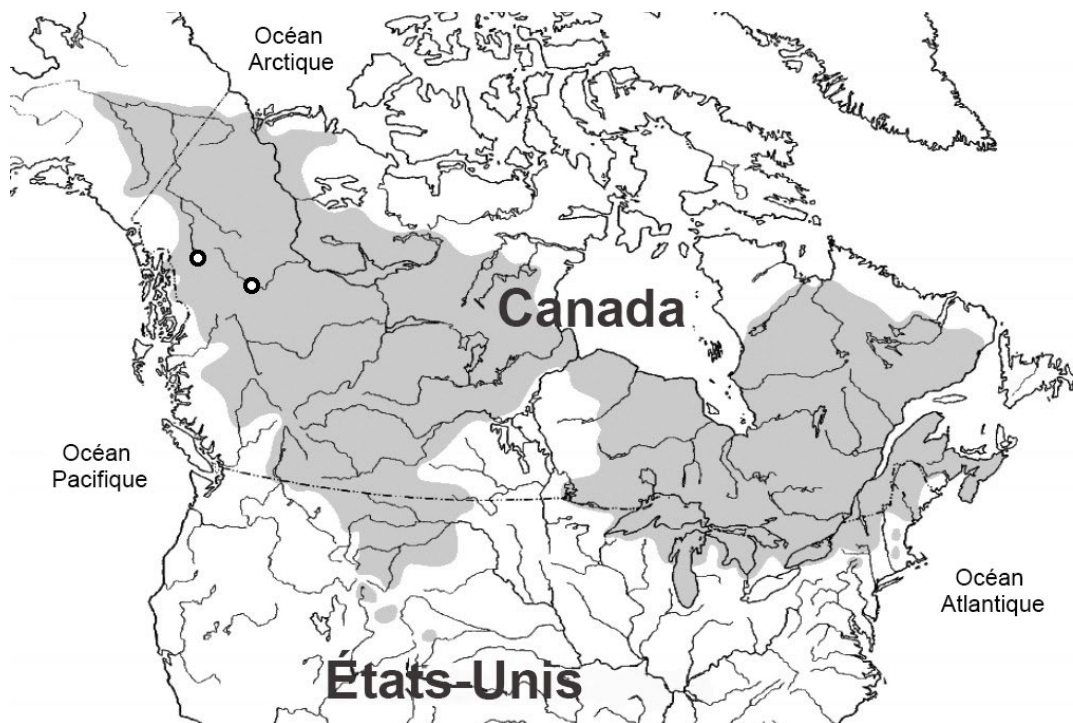 Océan
Arctique
Canada
Océan
Pacifique
Océan
Atlantique
États-Unis